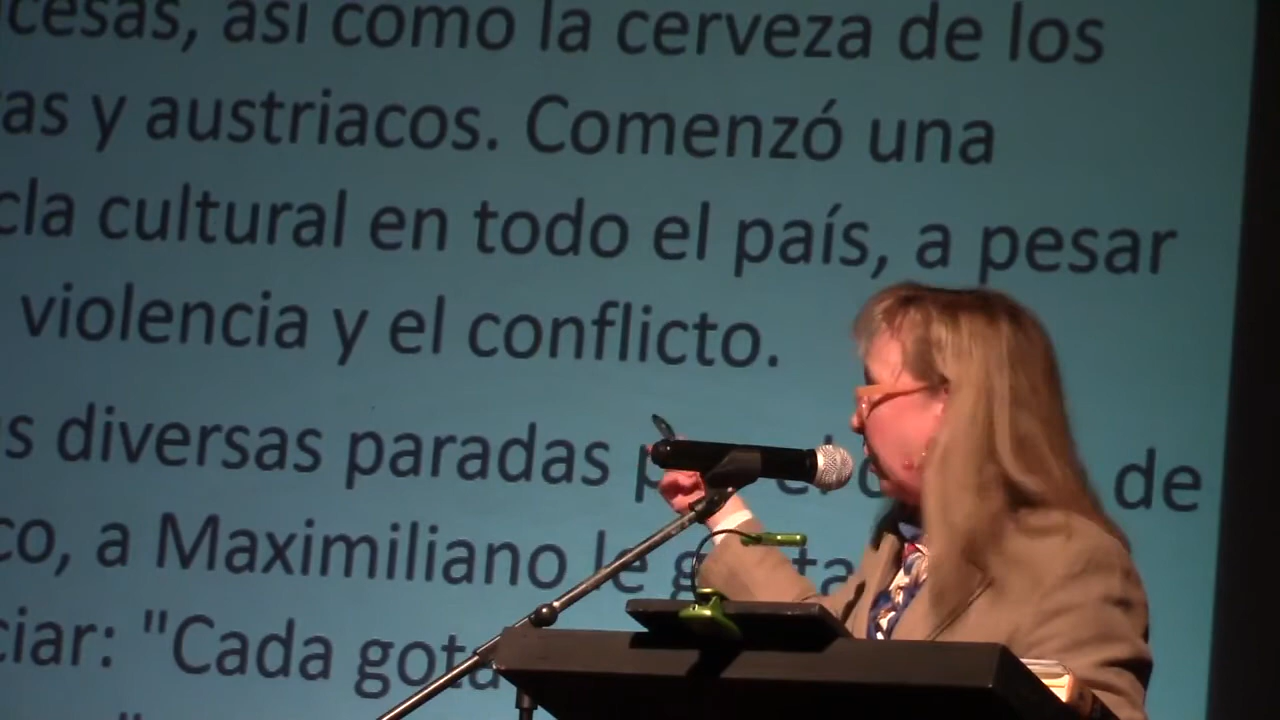 cesas, así como la cerveza de los
as y austriacos. Comenzó una
cla cultural en todo el país, a pesar
violencia y el conflicto.
s diversas paradas de
co, a Maximiliano le
ciar: "Cada gota